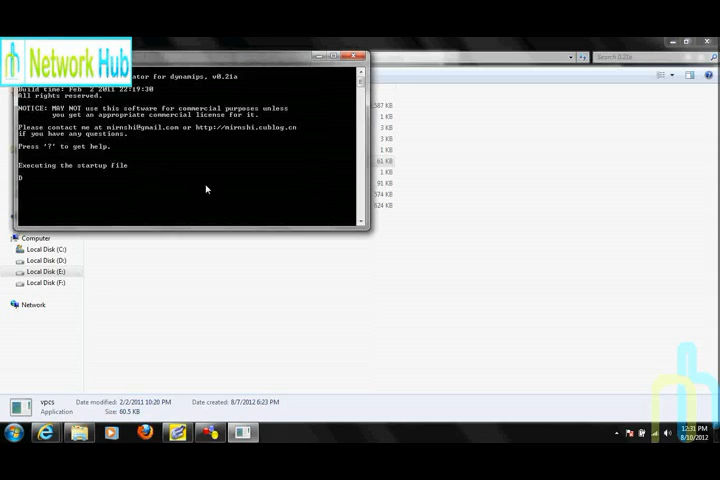 Network Hub
ator for dynamips, v0.21a
Build time: Feb  2 2011 22:19:30
All rights reserved.
NOTICE: MAY NOT use this software for commercial purposes unless
you get an appropriate commercial license for it.
Please contact me at mirnshi@gmail.com or http://mirnshi.cublog.cn
if you have any questions.
Press '?' to get help.
Executing the startup file
D
Search 0.21a
587 KB
1 KB
3 KB
3 KB
61 KB
1 KB
91 KB
574 KB
624 KB
Computer
Local Disk (C:)
Local Disk (D:)
Local Disk (E:)
Local Disk (F:)
Network
vpcs
Date modified: 2/2/2011 10:20 PM
Date created: 8/7/2012 6:23 PM
Application
Size: 60.5 KB
12:31 PM
8/10/2012